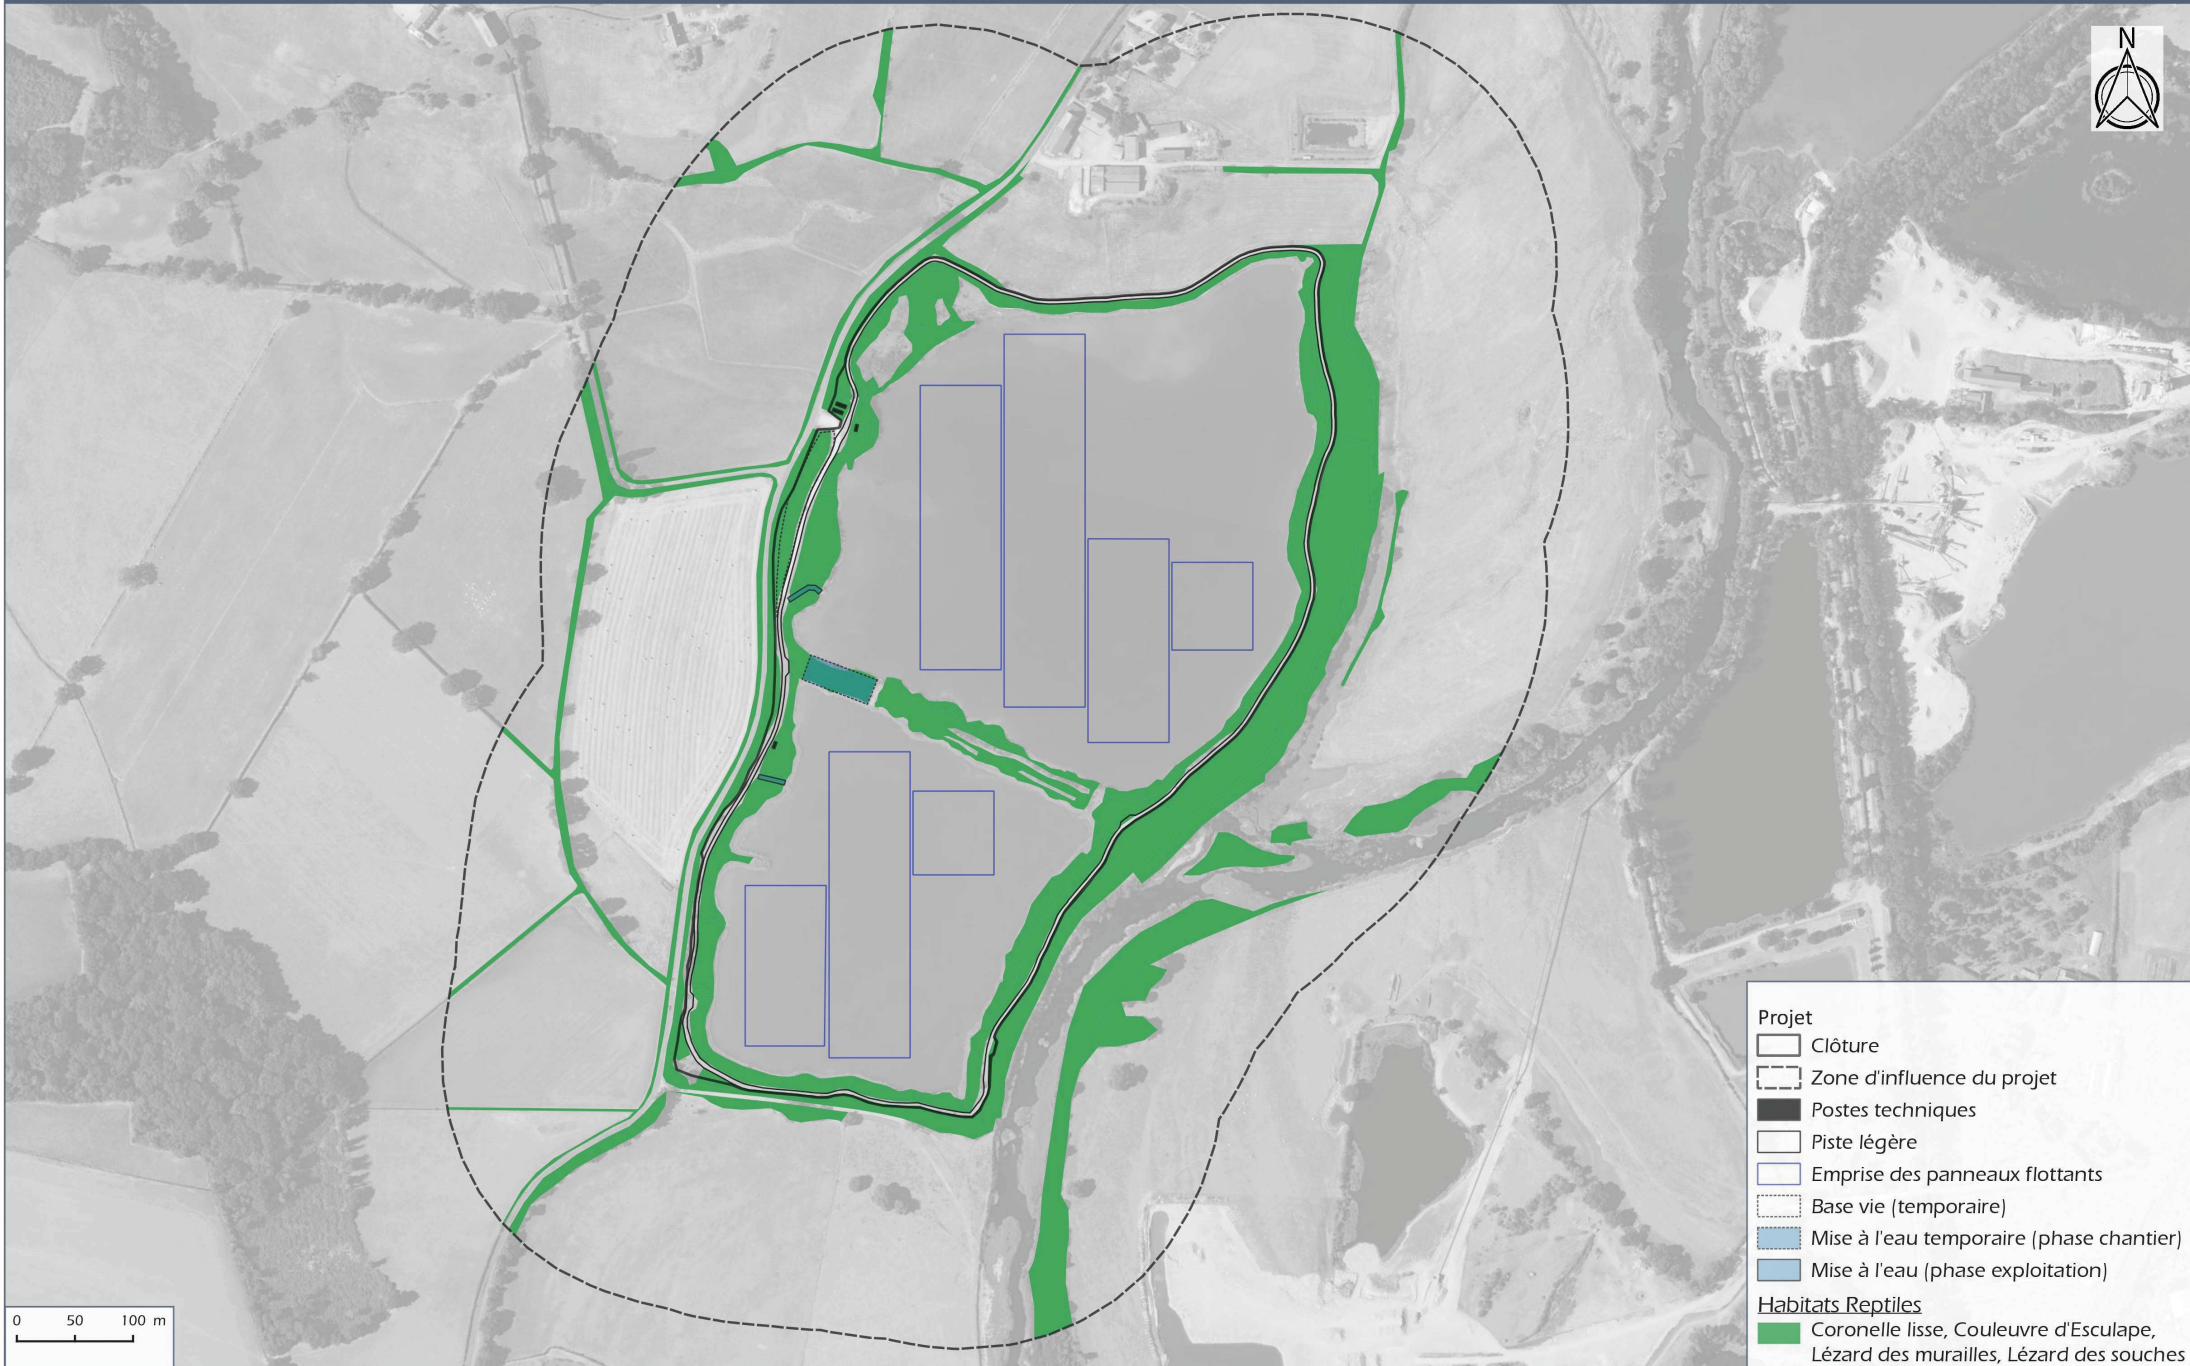 N
Projet
Clôture
Zone d'influence du projet
Postes techniques
Piste légère
Emprise des panneaux flottants
Base vie (temporaire)
Mise à l'eau temporaire (phase chantier)
Mise à l'eau (phase exploitation)
Habitats Reptiles
Coronelle lisse, Couleuvre d'Esculape,
Lézard des murailles, Lézard des souches
0 50 100 m